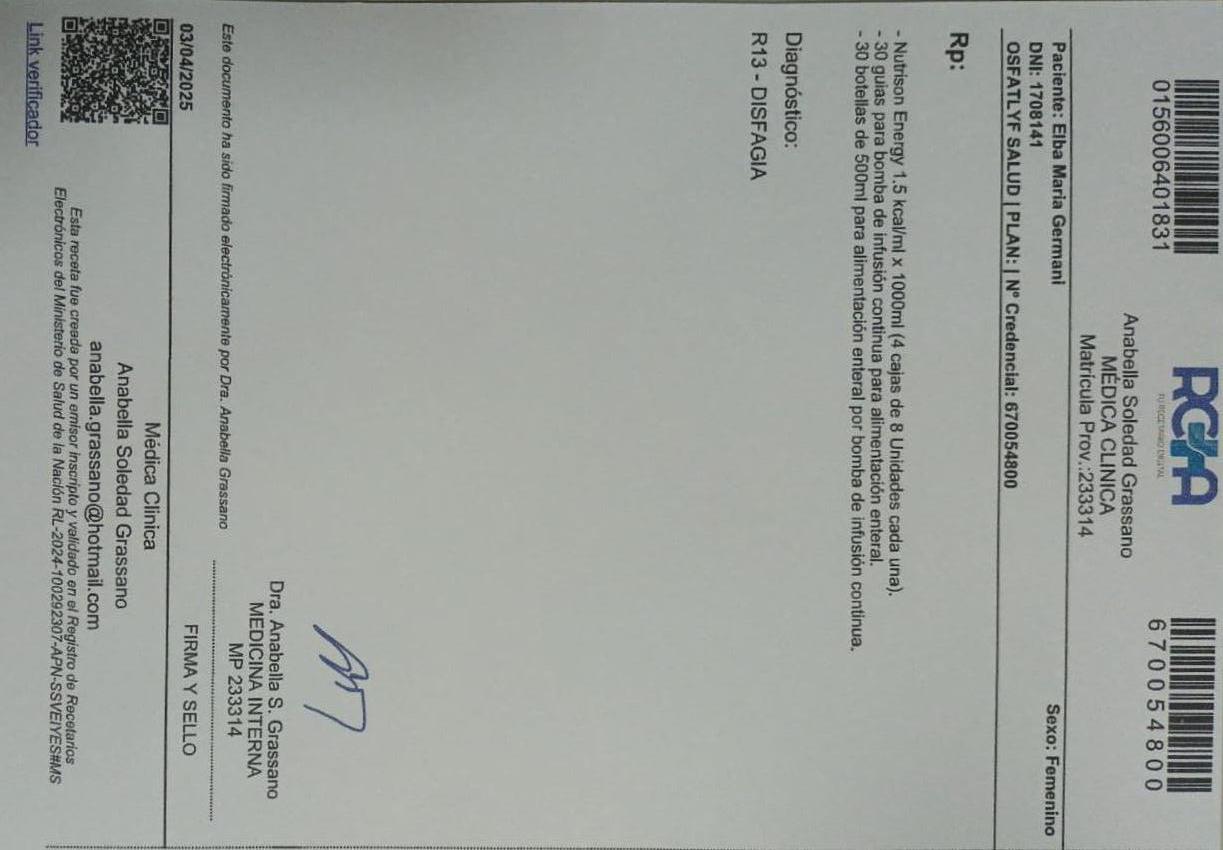 0156006401831
RCTA
TU RECETARIO DIGITAL
670054800
Anabella Soledad Grassano
MÉDICA CLINICA
Matrícula Prov.:233314
Paciente: Elba Maria Germani
Sexo: Femenino
DNI: 1708141
OSFATLYF SALUD | PLAN: | N° Credencial: 670054800
Rp:
- Nutrison Energy 1.5 kcal/ml x 1000ml (4 cajas de 8 Unidades cada una).
- 30 guias para bomba de infusión continua para alimentación enteral.
- 30 botellas de 500ml para alimentación enteral por bomba de infusión continua.
Diagnóstico:
R13 - DISFAGIA
Dra. Anabella S. Grassano
MEDICINA INTERNA
MP 233314
Este documento ha sido firmado electrónicamente por Dra. Anabella Grassano
03/04/2025
FIRMA Y SELLO
Médica Clinica
Anabella Soledad Grassano
anabella.grassano@hotmail.com
Esta receta fue creada por un emisor inscripto y validado en el Registro de Recetarios
Electrónicos del Ministerio de Salud de la Nación RL-2024-100292307-APN-SSVEIYES#MS
Link verificador